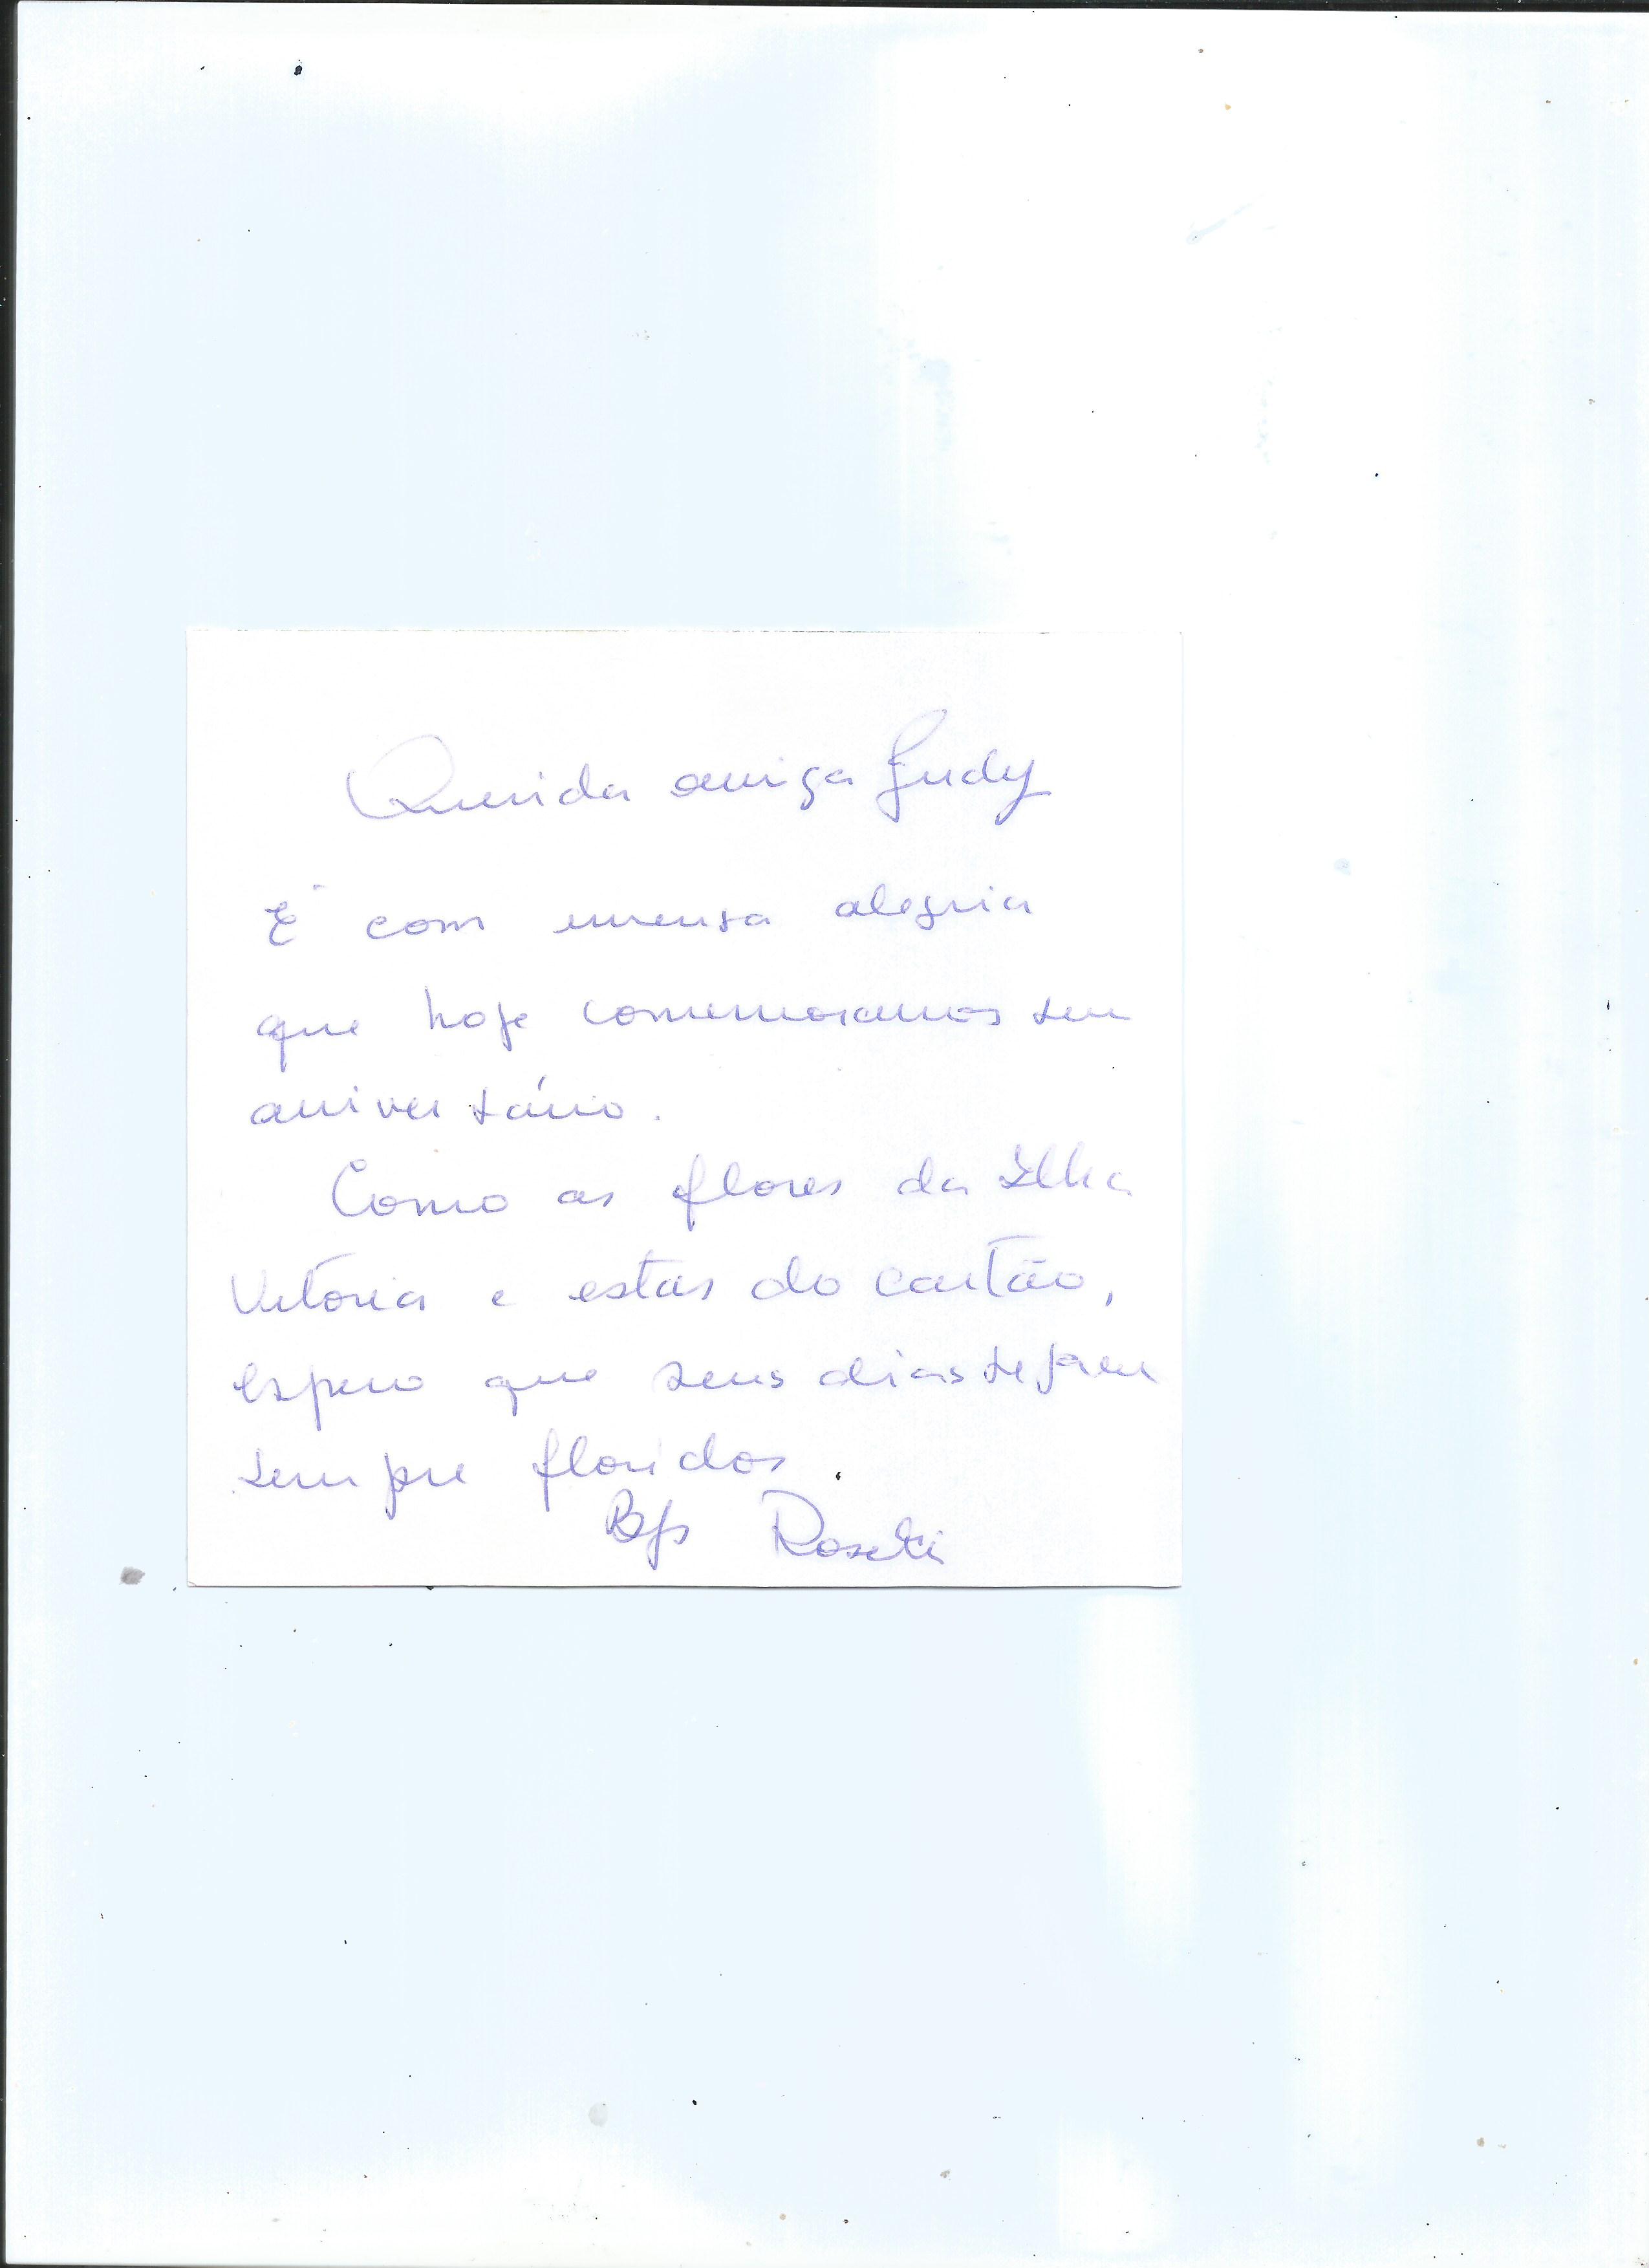 Querida amiga Judy
É com imensa alegria
que hoje comemoramos seu
aniversário.
Como as flores da Ilha
Vitória e estas do cartão,
espero que seus dias sejam
sempre floridos.
Bjs Roseli